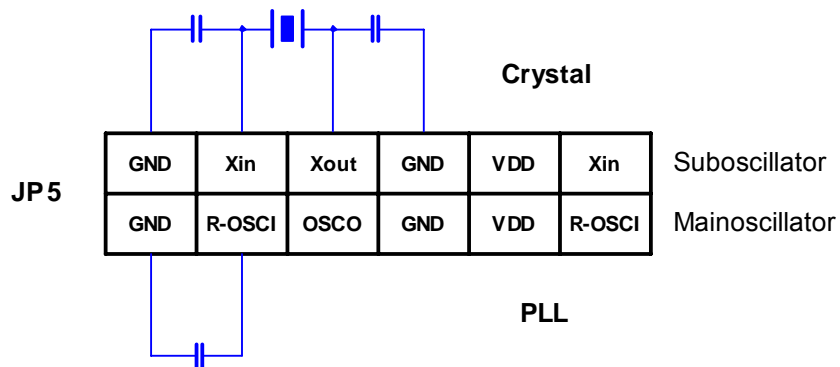 Crystal
GND Xin Xout GND VDD Xin Suboscillator
JP5
GND R-OSCI OSCO GND VDD R-OSCI Mainoscillator
PLL